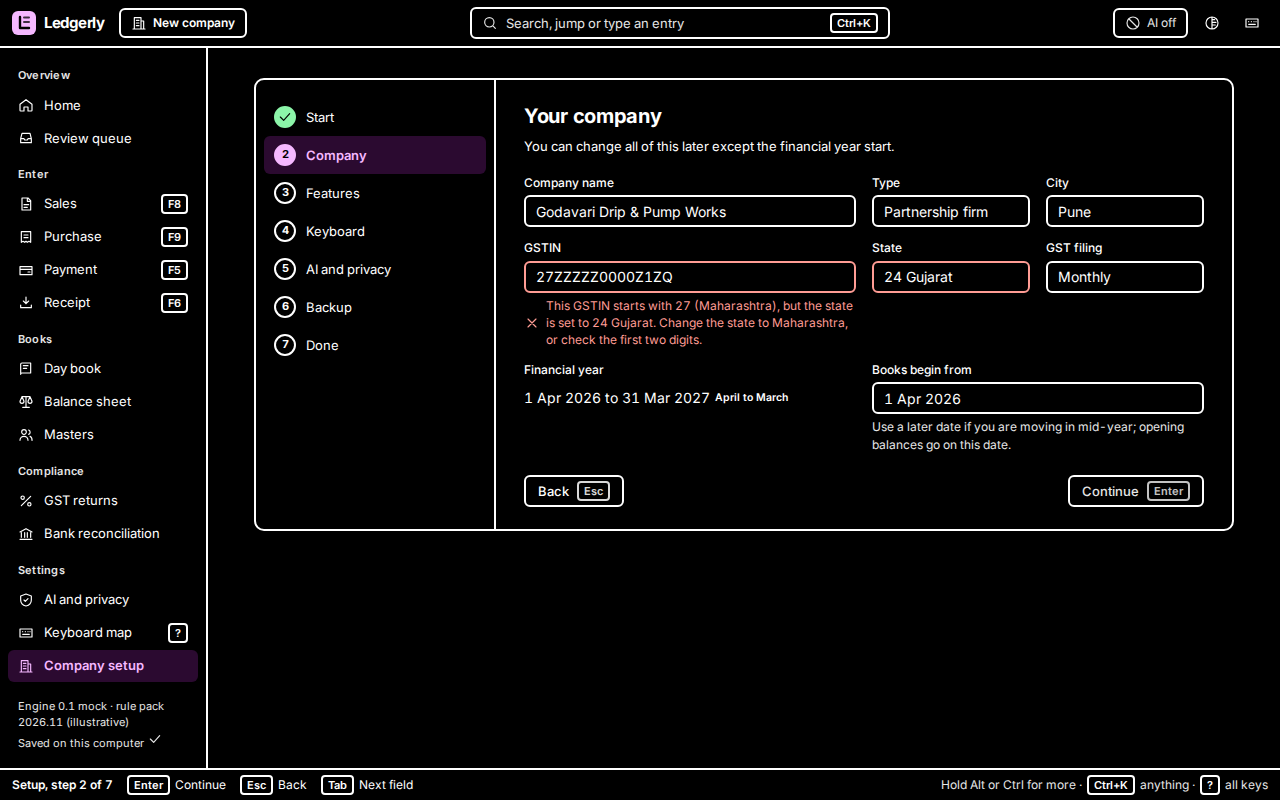 Ledgerly
New company
Search, jump or type an entry
Ctrl+K
AI off
Overview
Home
Review queue
Enter
Sales F8
Purchase F9
Payment F5
Receipt F6
Books
Day book
Balance sheet
Masters
Compliance
GST returns
Bank reconciliation
Settings
AI and privacy
Keyboard map ?
Company setup
Engine 0.1 mock · rule pack
2026.11 (illustrative)
Saved on this computer
Start
2 Company
3 Features
4 Keyboard
5 AI and privacy
6 Backup
7 Done
Your company
You can change all of this later except the financial year start.
Company name
Godavari Drip & Pump Works
Type
Partnership firm
City
Pune
GSTIN
27ZZZZZ0000Z1ZQ
This GSTIN starts with 27 (Maharashtra), but the state
is set to 24 Gujarat. Change the state to Maharashtra,
or check the first two digits.
State
24 Gujarat
GST filing
Monthly
Financial year
1 Apr 2026 to 31 Mar 2027 April to March
Books begin from
1 Apr 2026
Use a later date if you are moving in mid-year; opening
balances go on this date.
Back Esc
Continue Enter
Setup, step 2 of 7 Enter Continue Esc Back Tab Next field
Hold Alt or Ctrl for more · Ctrl+K anything · ? all keys